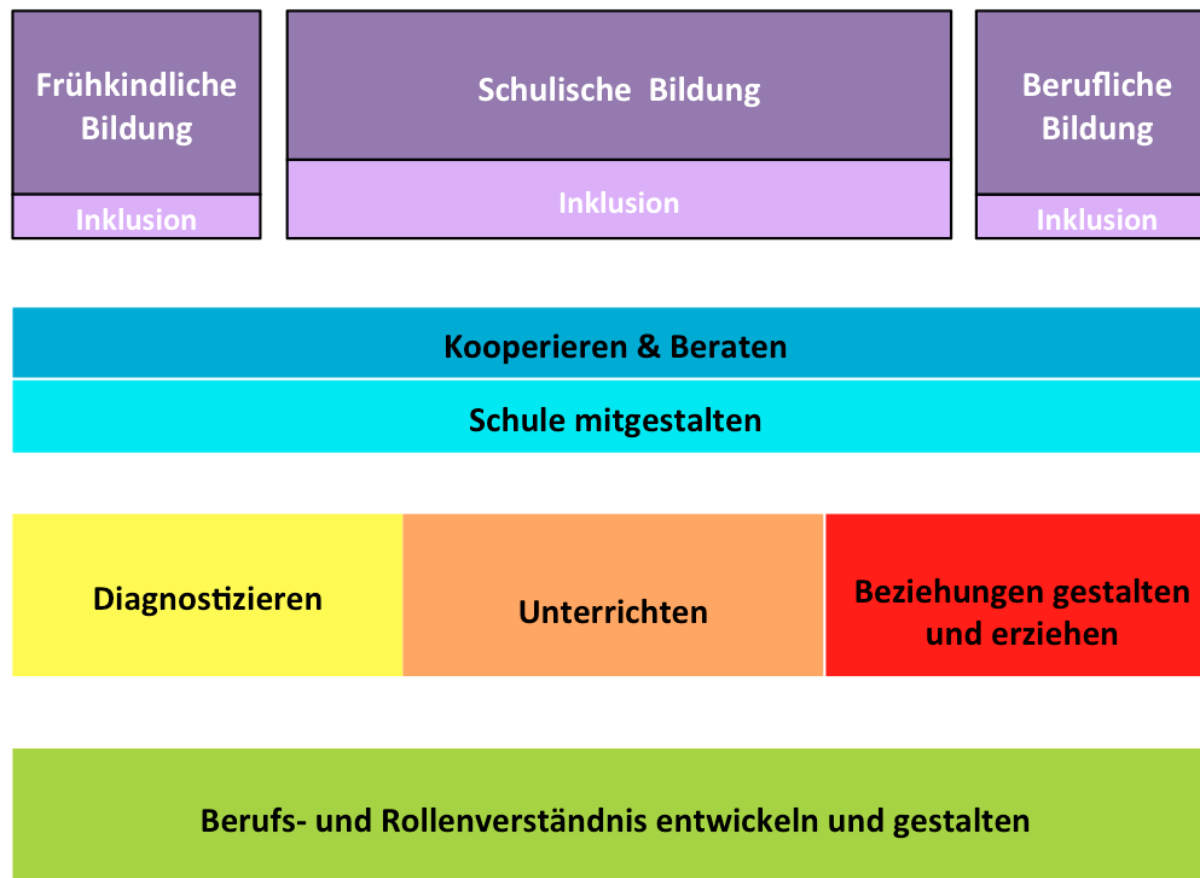 Frühkindliche
Bildung
Schulische Bildung
Berufliche
Bildung
Inklusion
Inklusion
Inklusion
Kooperieren & Beraten
Schule mitgestalten
Diagnostizieren
Unterrichten
Beziehungen gestalten
und erziehen
Berufs- und Rollenverständnis entwickeln und gestalten